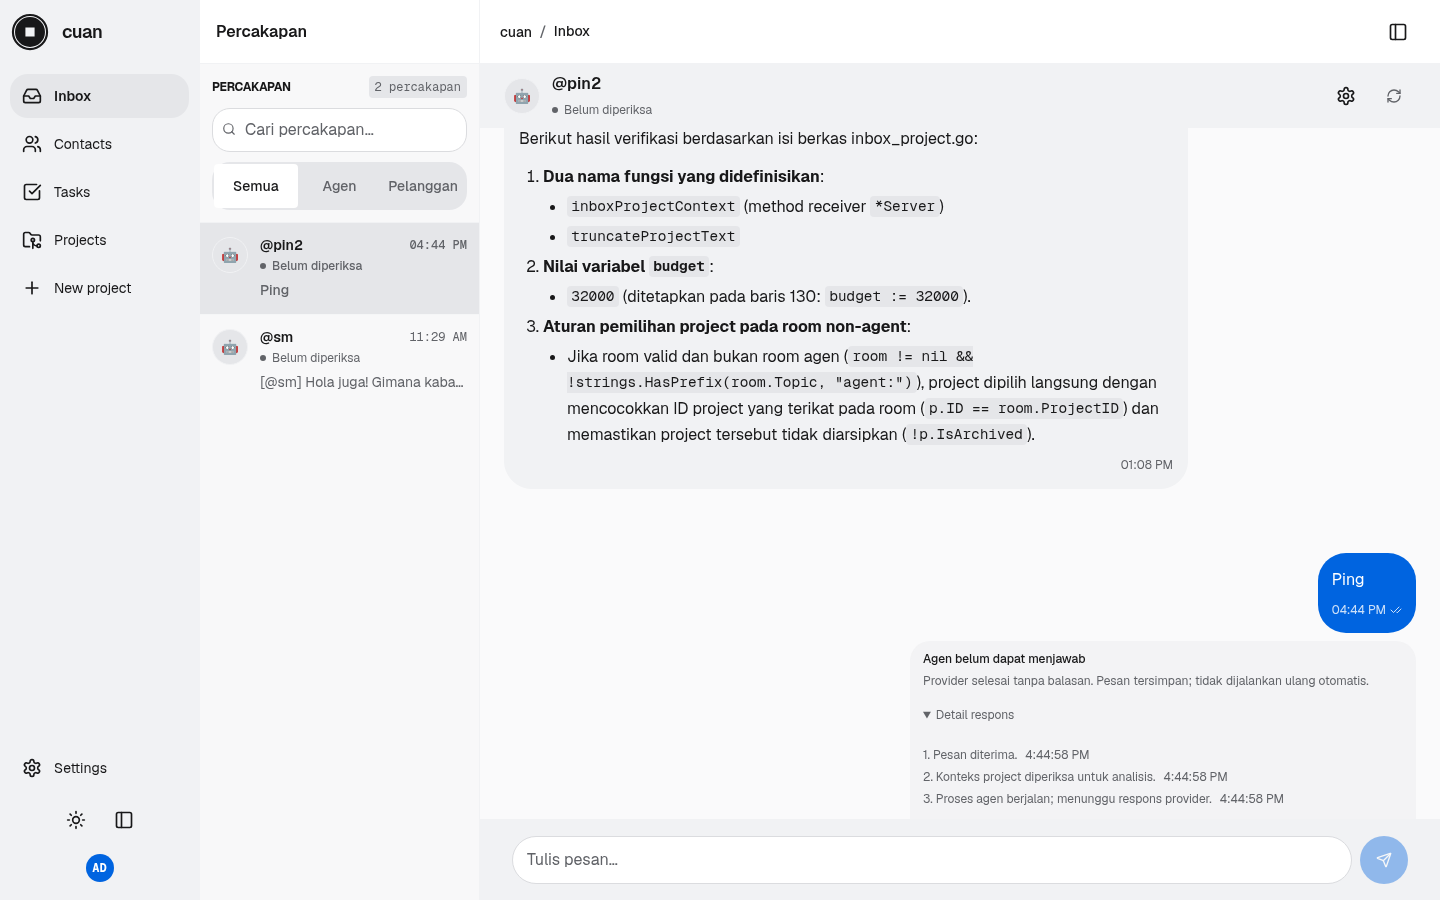 cuan
Inbox
Contacts
Tasks
Projects
New project
Settings
AD
Percakapan
PERCAKAPAN 2 percakapan
Cari percakapan...
Semua Agen Pelanggan
@pin2 04:44 PM
Belum diperiksa
Ping
@sm 11:29 AM
Belum diperiksa
[@sm] Hola juga! Gimana kaba...
cuan / Inbox
@pin2
Belum diperiksa
Berikut hasil verifikasi berdasarkan isi berkas inbox_project.go:
1. Dua nama fungsi yang didefinisikan:
• inboxProjectContext (method receiver *Server)
• truncateProjectText
2. Nilai variabel budget:
• 32000 (ditetapkan pada baris 130: budget := 32000).
3. Aturan pemilihan project pada room non-agent:
• Jika room valid dan bukan room agen (room != nil &&
!strings.HasPrefix(room.Topic, "agent:")), project dipilih langsung dengan
mencocokkan ID project yang terikat pada room (p.ID == room.ProjectID) dan
memastikan project tersebut tidak diarsipkan (!p.IsArchived).
01:08 PM
Ping
04:44 PM
Agen belum dapat menjawab
Provider selesai tanpa balasan. Pesan tersimpan; tidak dijalankan ulang otomatis.
▼ Detail respons
1. Pesan diterima. 4:44:58 PM
2. Konteks project diperiksa untuk analisis. 4:44:58 PM
3. Proses agen berjalan; menunggu respons provider. 4:44:58 PM
Tulis pesan...